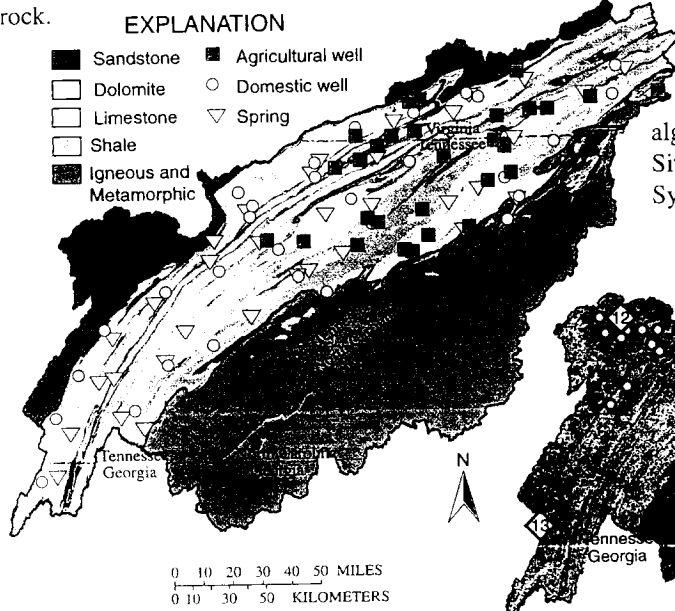 rock.
EXPLANATION
Sandstone
Dolomite
Limestone
Shale
Igneous and
Metamorphic
Agricultural well
Domestic well
Spring
Virginia
Tennessee
alg
Si
Sy
Tennessee
Georgia
N
12
13
Tennessee
Georgia
0 10 20 30 40 50 MILES
0 10 30 50 KILOMETERS